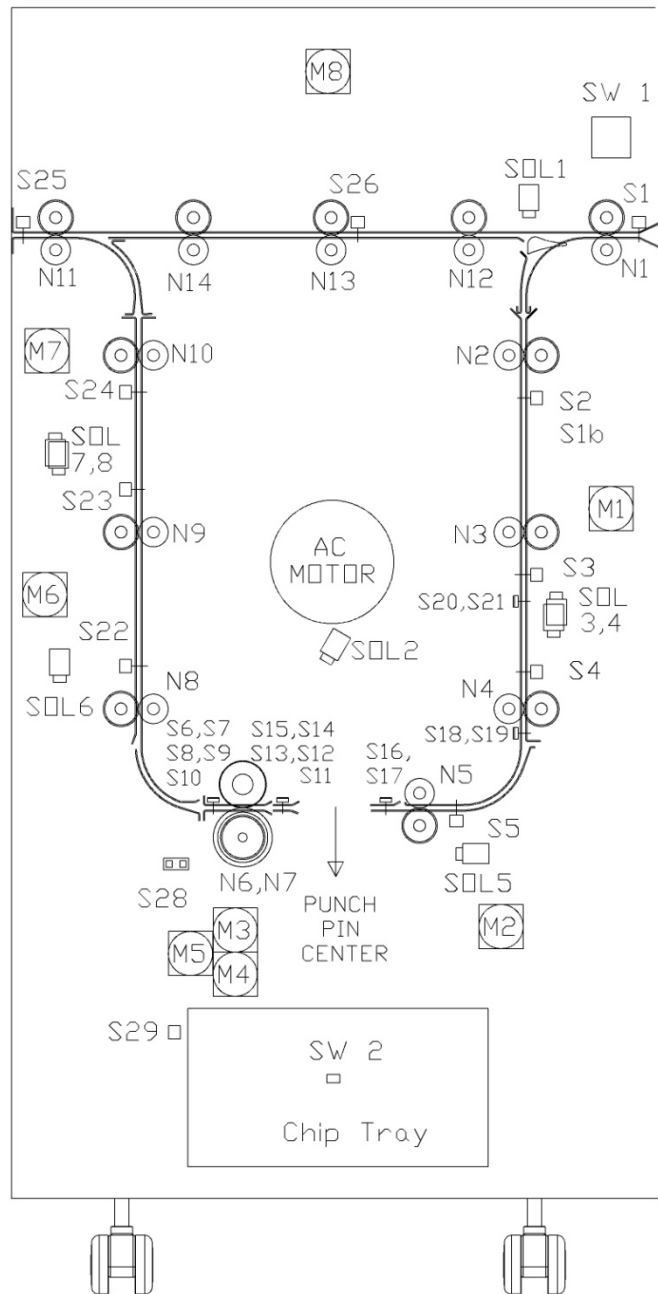 M8
SW 1
S25
S26
SOL1
S1
N11
N14
N13
N12
N1
M7
N10
N2
S24
S2
SOL
7,8
S1b
S23
M1
N9
AC
MOTOR
N3
M6
S20,S21
S3
SOL
3,4
S22
SOL2
S4
SOL6
N8
N4
S6,S7
S8,S9
S10
S15,S14
S13,S12
S11
S16,
S17
S18,S19
N5
S5
S28
N6,N7
SOL5
PUNCH
PIN
CENTER
M3
M5
M4
M2
S29
SW 2
Chip Tray